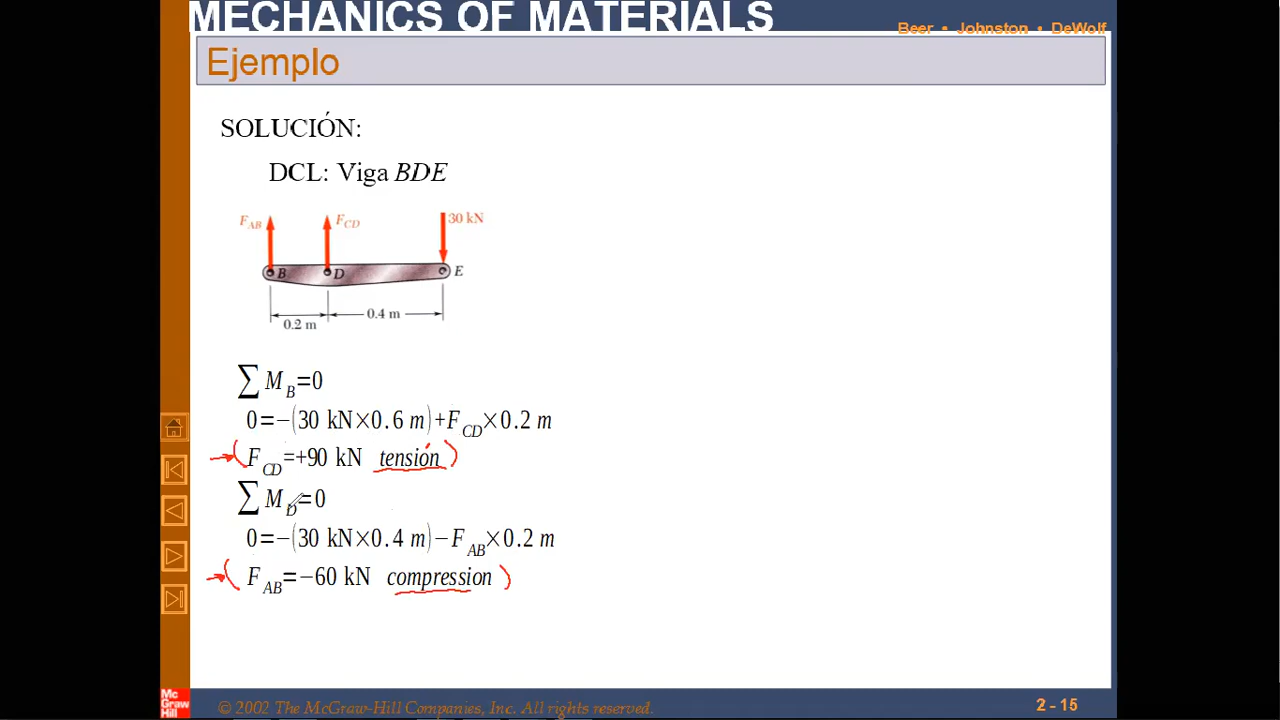 MECHANICS OF MATERIALS
Beer • Johnston • DeWolf
Ejemplo
SOLUCIÓN:
DCL: Viga BDE
F_AB F_CD 30 kN
B D E
0.2 m 0.4 m
∑ M_B=0
0=−(30 kN×0.6 m)+F_CD×0.2 m
F_CD=+90 kN tensión
∑ M_D=0
0=−(30 kN×0.4 m)−F_AB×0.2 m
F_AB=−60 kN compression
Mc
Graw
Hill
© 2002 The McGraw-Hill Companies, Inc. All rights reserved.
2 - 15